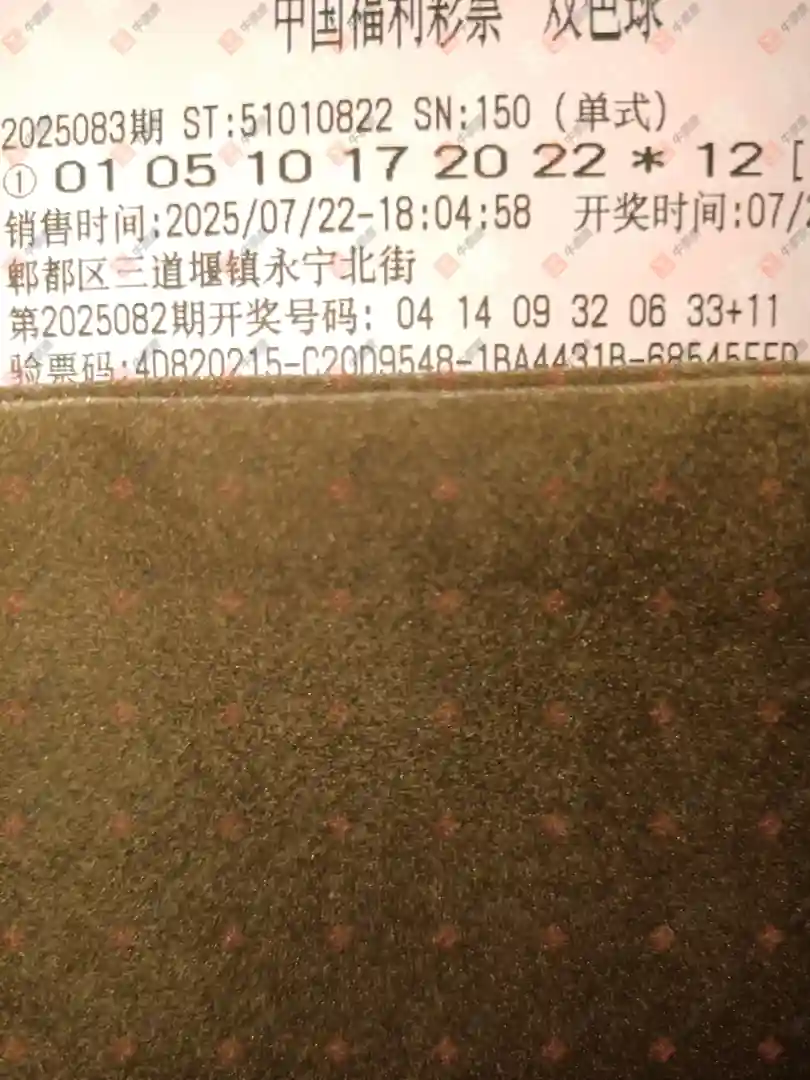 中国福利彩票 双色球
2025083期 ST:51010822 SN:150 (单式)
① 01 05 10 17 20 22 * 12 [
销售时间:2025/07/22-18:04:58 开奖时间:07/2
郫都区三道堰镇永宁北街
第2025082期开奖号码: 04 14 09 32 06 33+11
验票码:4D820215-C20D9548-1BA4431B-68545FFD